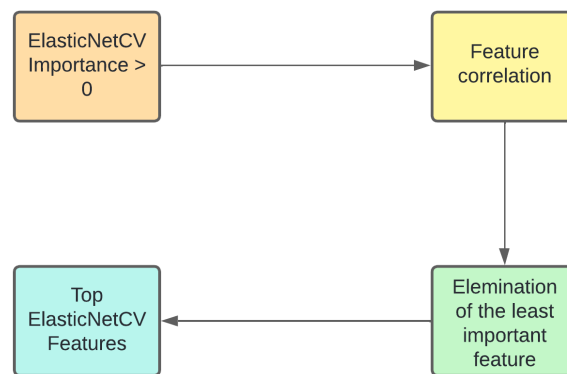 ElasticNetCV
Importance >
0
Feature
correlation
Top
ElasticNetCV
Features
Elemination
of the least
important
feature